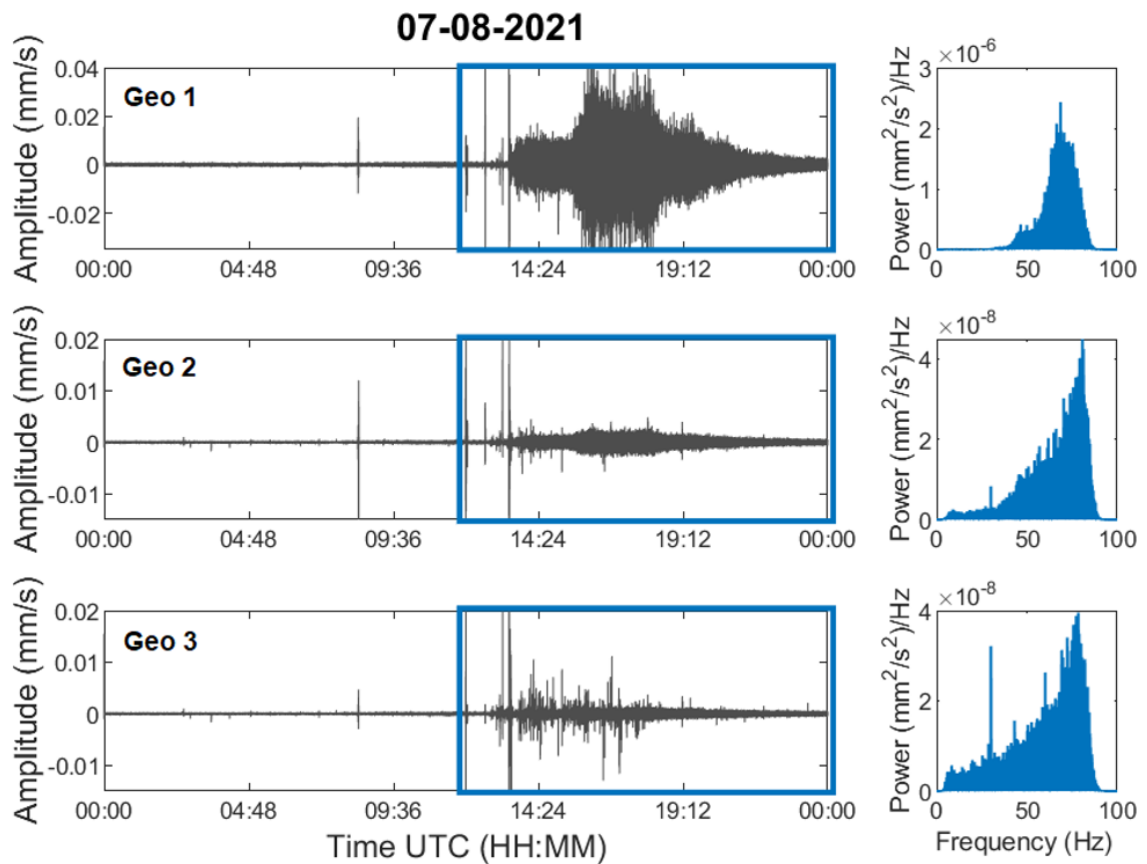 07-08-2021
Geo 1
Amplitude (mm/s)
0.04
0.02
0
-0.02
00:00 04:48 09:36 14:24 19:12 00:00
×10⁻⁶
Power (mm²/s²)/Hz
3
2
1
0
0 50 100
Geo 2
Amplitude (mm/s)
0.02
0.01
0
-0.01
00:00 04:48 09:36 14:24 19:12 00:00
×10⁻⁸
Power (mm²/s²)/Hz
4
2
0
0 50 100
Geo 3
Amplitude (mm/s)
0.02
0.01
0
-0.01
00:00 04:48 09:36 14:24 19:12 00:00
Time UTC (HH:MM)
×10⁻⁸
Power (mm²/s²)/Hz
4
2
0
0 50 100
Frequency (Hz)